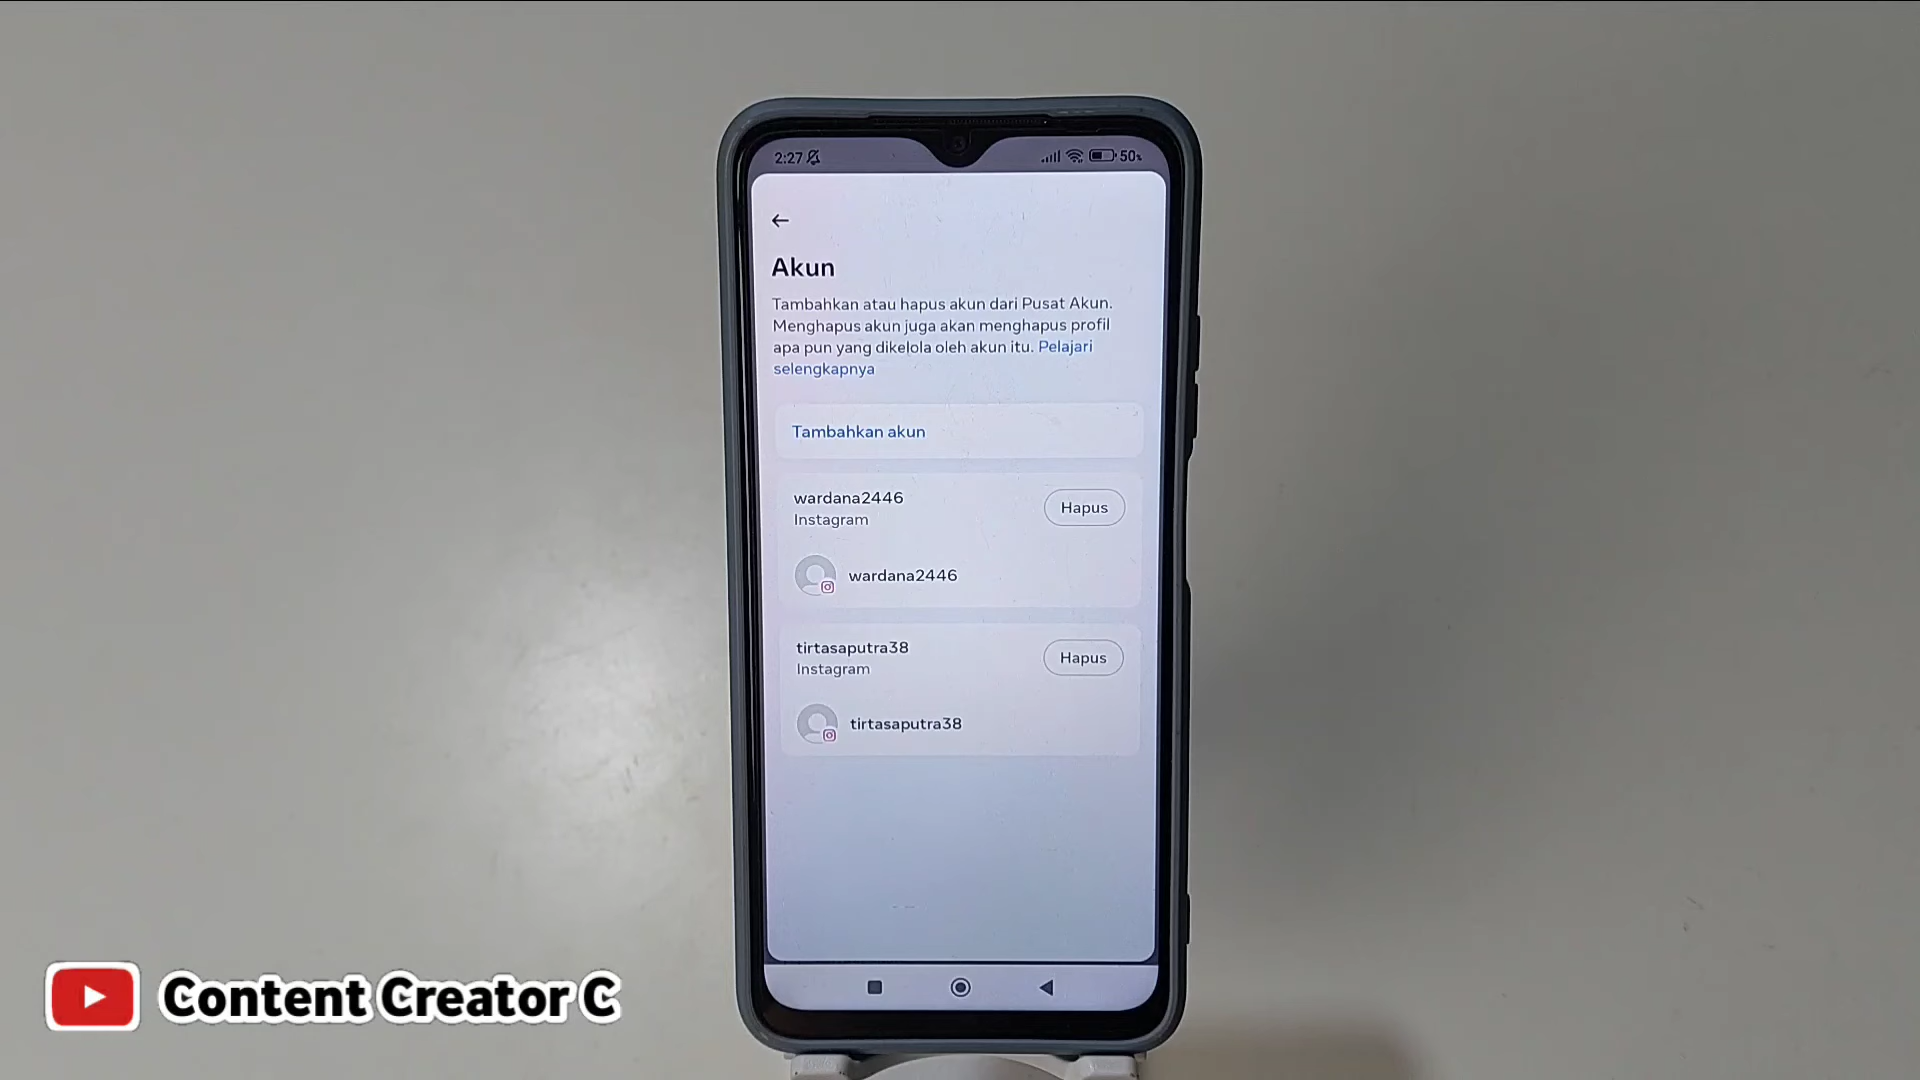 2:27
50%
Akun
Tambahkan atau hapus akun dari Pusat Akun.
Menghapus akun juga akan menghapus profil
apa pun yang dikelola oleh akun itu. Pelajari
selengkapnya
Tambahkan akun
wardana2446
Instagram
Hapus
wardana2446
tirtasaputra38
Instagram
Hapus
tirtasaputra38
Content Creator C